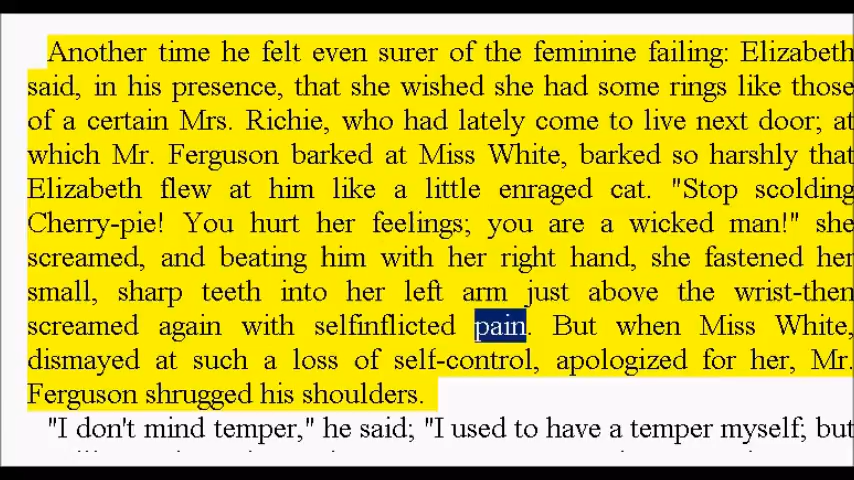 Another time he felt even surer of the feminine failing: Elizabeth
said, in his presence, that she wished she had some rings like those
of a certain Mrs. Richie, who had lately come to live next door; at
which Mr. Ferguson barked at Miss White, barked so harshly that
Elizabeth flew at him like a little enraged cat. "Stop scolding
Cherry-pie! You hurt her feelings; you are a wicked man!" she
screamed, and beating him with her right hand, she fastened her
small, sharp teeth into her left arm just above the wrist-then
screamed again with selfinflicted pain. But when Miss White,
dismayed at such a loss of self-control, apologized for her, Mr.
Ferguson shrugged his shoulders.
"I don't mind temper," he said; "I used to have a temper myself; but